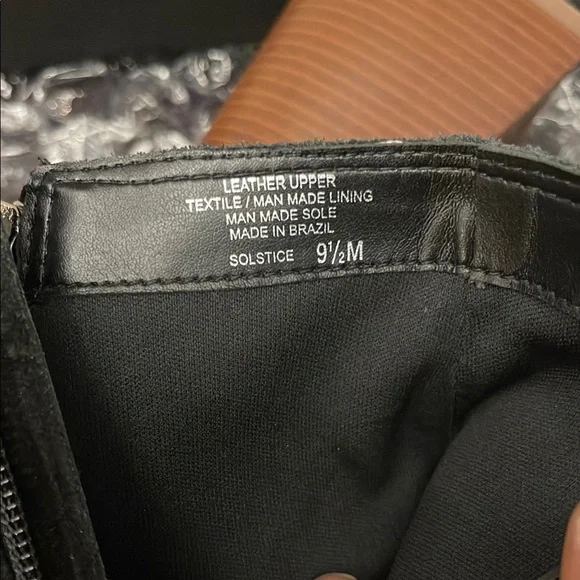 LEATHER UPPER
TEXTILE / MAN MADE LINING
MAN MADE SOLE
MADE IN BRAZIL
SOLSTICE 9½M